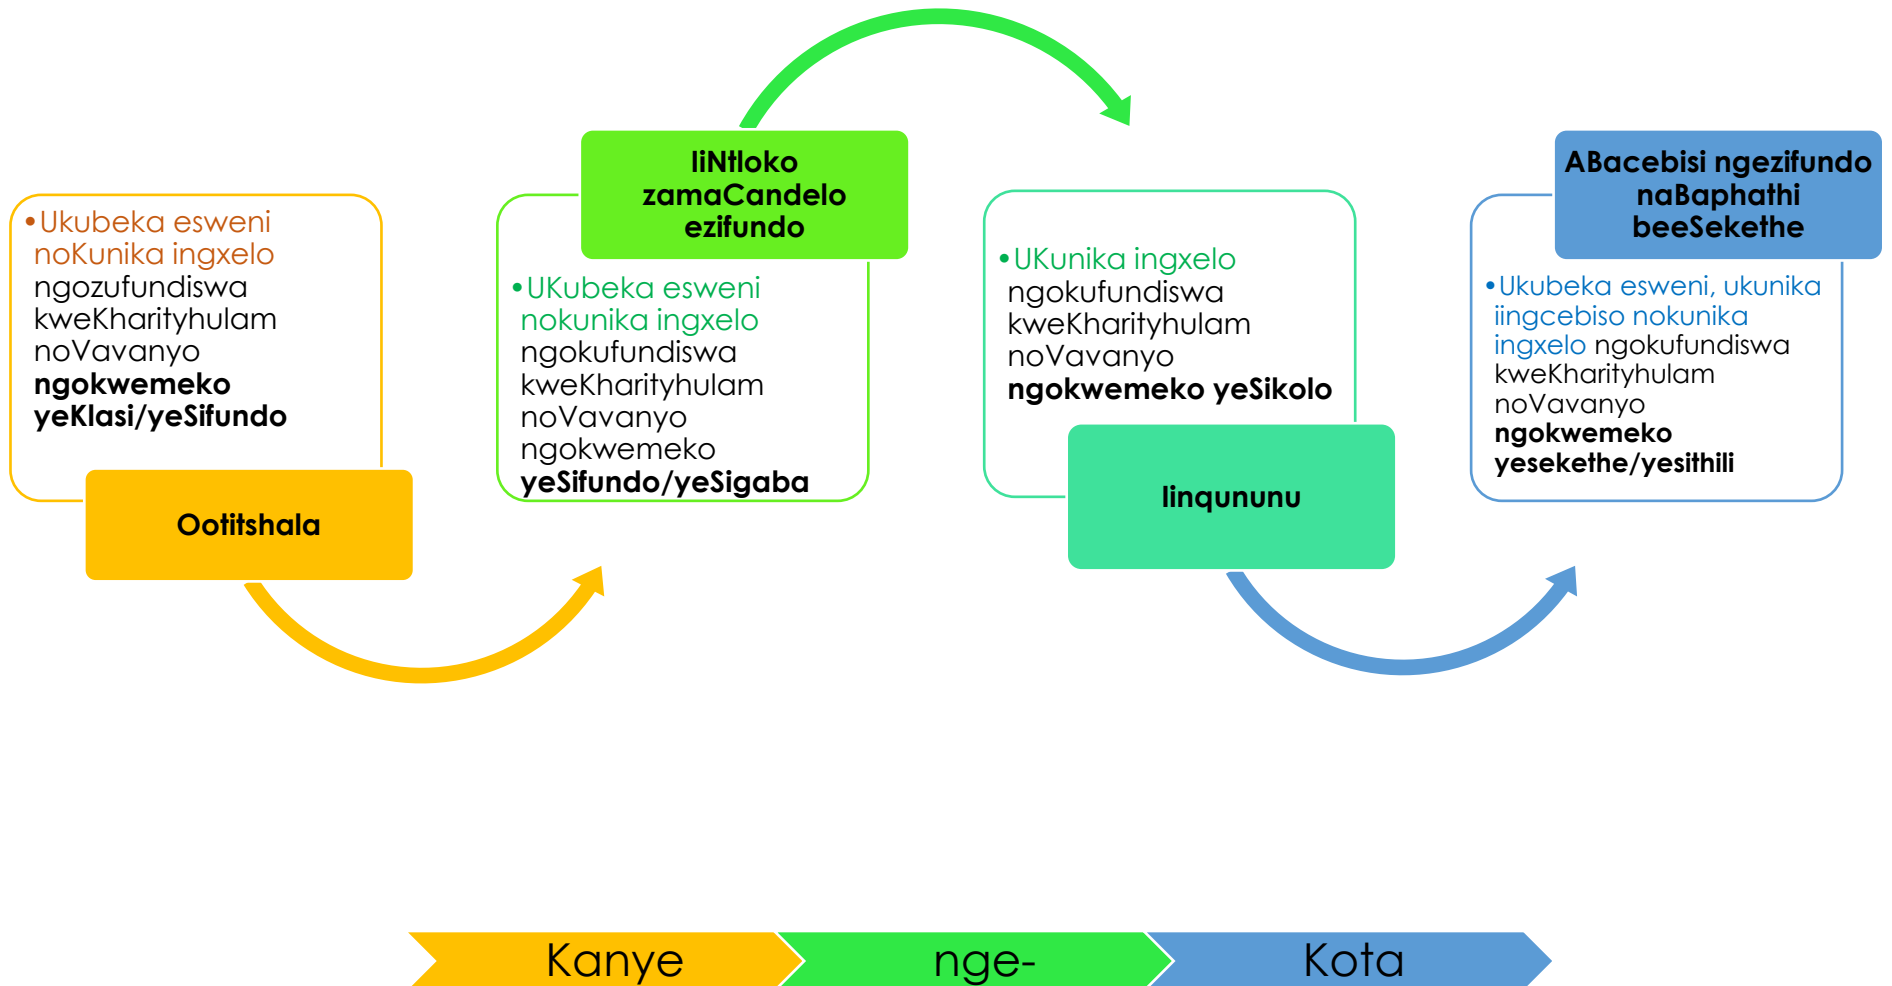 •Ukubeka esweni
noKunika ingxelo
ngozufundiswa
kweKharityhulam
noVavanyo
ngokwemeko
yeKlasi/yeSifundo
Ootitshala
IiNtloko
zamaCandelo
ezifundo
•UKubeka esweni
nokunika ingxelo
ngokufundiswa
kweKharityhulam
noVavanyo
ngokwemeko
yeSifundo/yeSigaba
•UKunika ingxelo
ngokufundiswa
kweKharityhulam
noVavanyo
ngokwemeko yeSikolo
Iinqununu
ABacebisi ngezifundo
naBaphathi
beeSekethe
•Ukubeka esweni, ukunika
iingcebiso nokunika
ingxelo ngokufundiswa
kweKharityhulam
noVavanyo
ngokwemeko
yesekethe/yesithili
Kanye
nge-
Kota